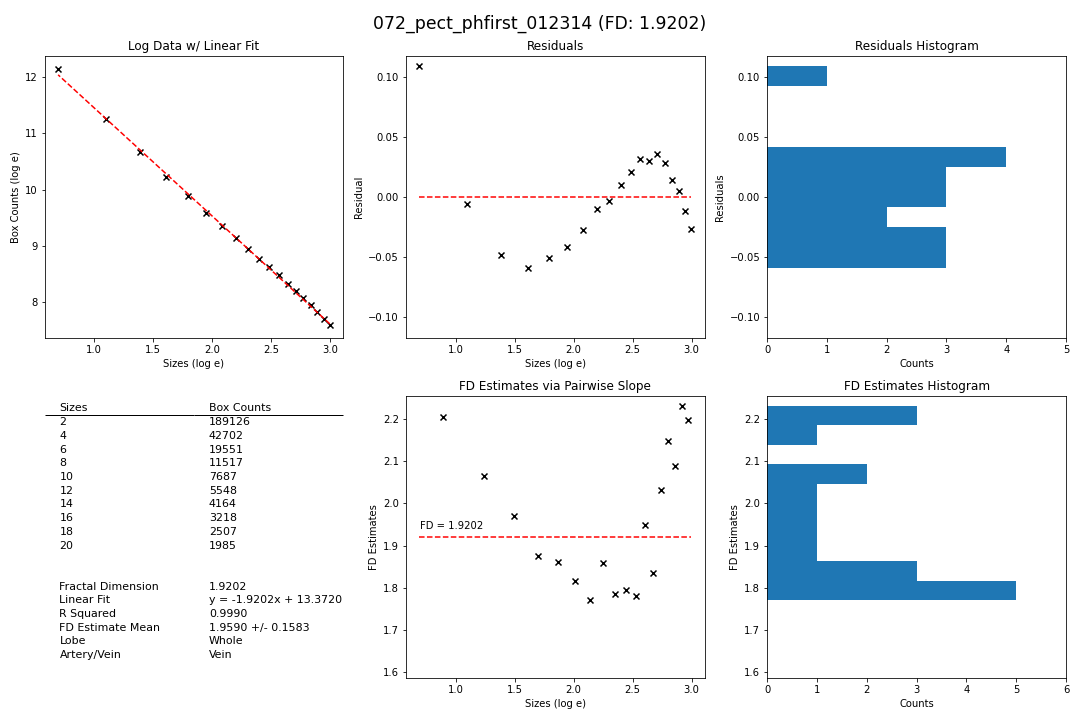 072_pect_phfirst_012314 (FD: 1.9202)
Log Data w/ Linear Fit
12
11
10
9
8
Box Counts (log e)
1.0 1.5 2.0 2.5 3.0
Sizes (log e)
Residuals
0.10
0.05
0.00
−0.05
−0.10
Residual
1.0 1.5 2.0 2.5 3.0
Sizes (log e)
Residuals Histogram
0.10
0.05
0.00
−0.05
−0.10
Residuals
0 1 2 3 4 5
Counts
Sizes Box Counts
2 189126
4 42702
6 19551
8 11517
10 7687
12 5548
14 4164
16 3218
18 2507
20 1985
Fractal Dimension 1.9202
Linear Fit y = -1.9202x + 13.3720
R Squared 0.9990
FD Estimate Mean 1.9590 +/- 0.1583
Lobe Whole
Artery/Vein Vein
FD Estimates via Pairwise Slope
2.2
2.1
2.0
1.9
1.8
1.7
1.6
FD Estimates
FD = 1.9202
1.0 1.5 2.0 2.5 3.0
Sizes (log e)
FD Estimates Histogram
2.2
2.1
2.0
1.9
1.8
1.7
1.6
FD Estimates
0 1 2 3 4 5 6
Counts